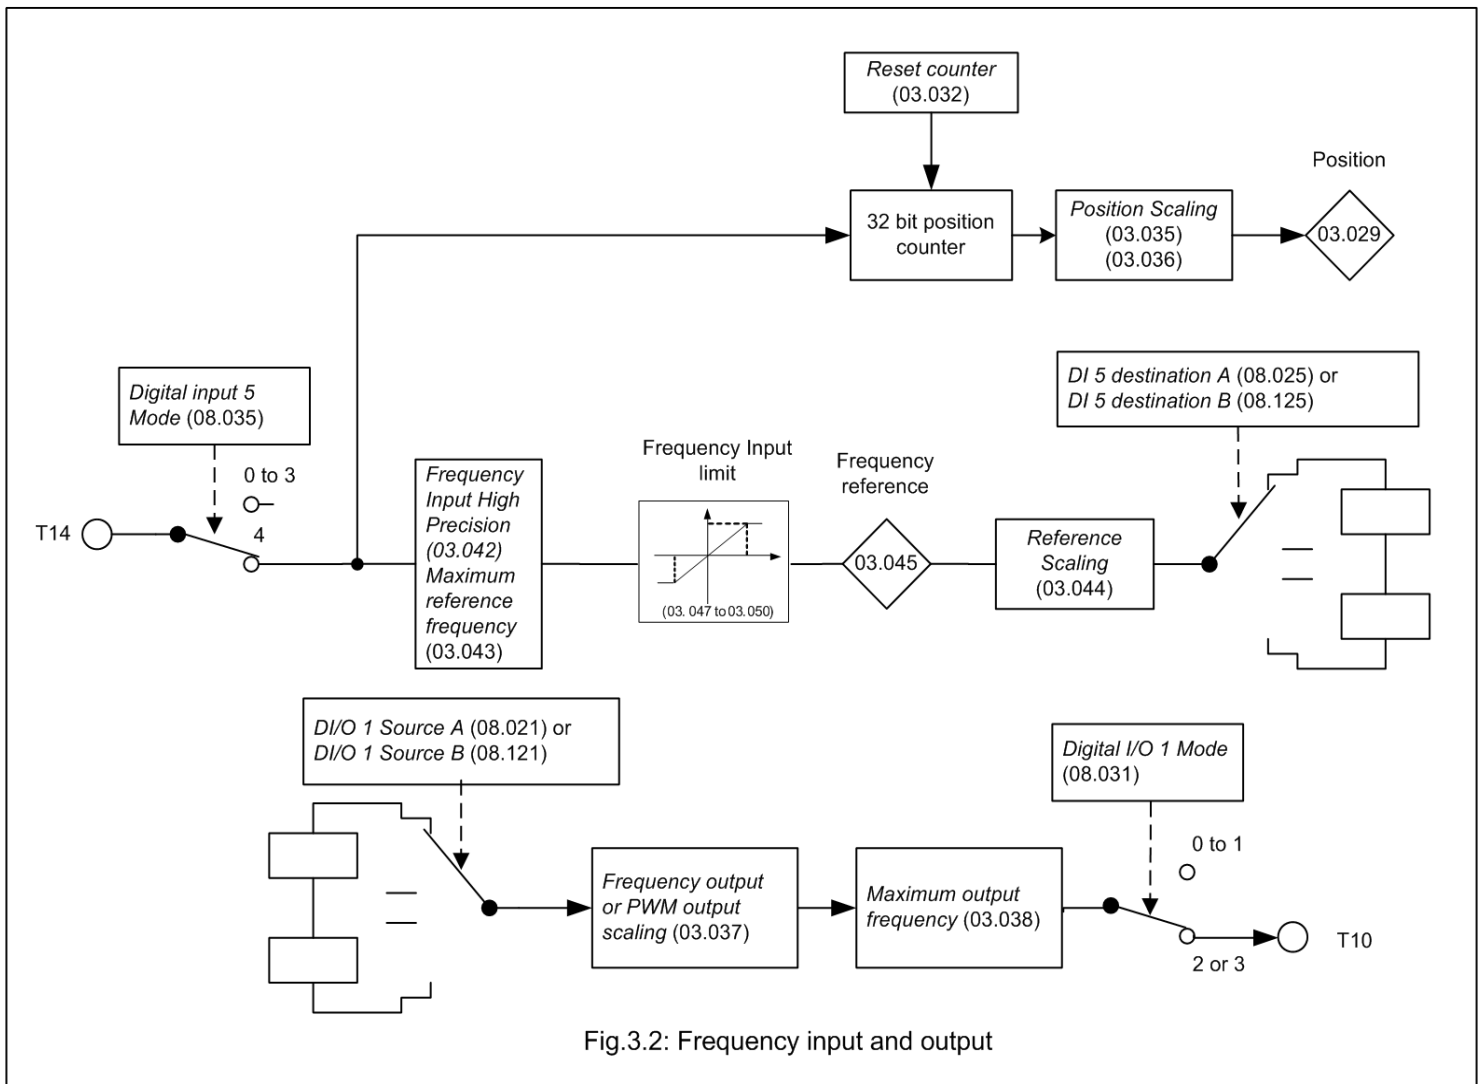 Reset counter
(03.032)
Position
32 bit position
counter
Position Scaling
(03.035)
(03.036)
03.029
Digital input 5
Mode (08.035)
0 to 3
4
T14
Frequency
Input High
Precision
(03.042)
Maximum
reference
frequency
(03.043)
Frequency Input
limit
(03. 047 to 03. 050)
Frequency
reference
03.045
Reference
Scaling
(03.044)
DI 5 destination A (08.025) or
DI 5 destination B (08.125)
DI/O 1 Source A (08.021) or
DI/O 1 Source B (08.121)
Frequency output
or PWM output
scaling (03.037)
Maximum output
frequency (03.038)
Digital I/O 1 Mode
(08.031)
0 to 1
2 or 3
T10
Fig.3.2: Frequency input and output